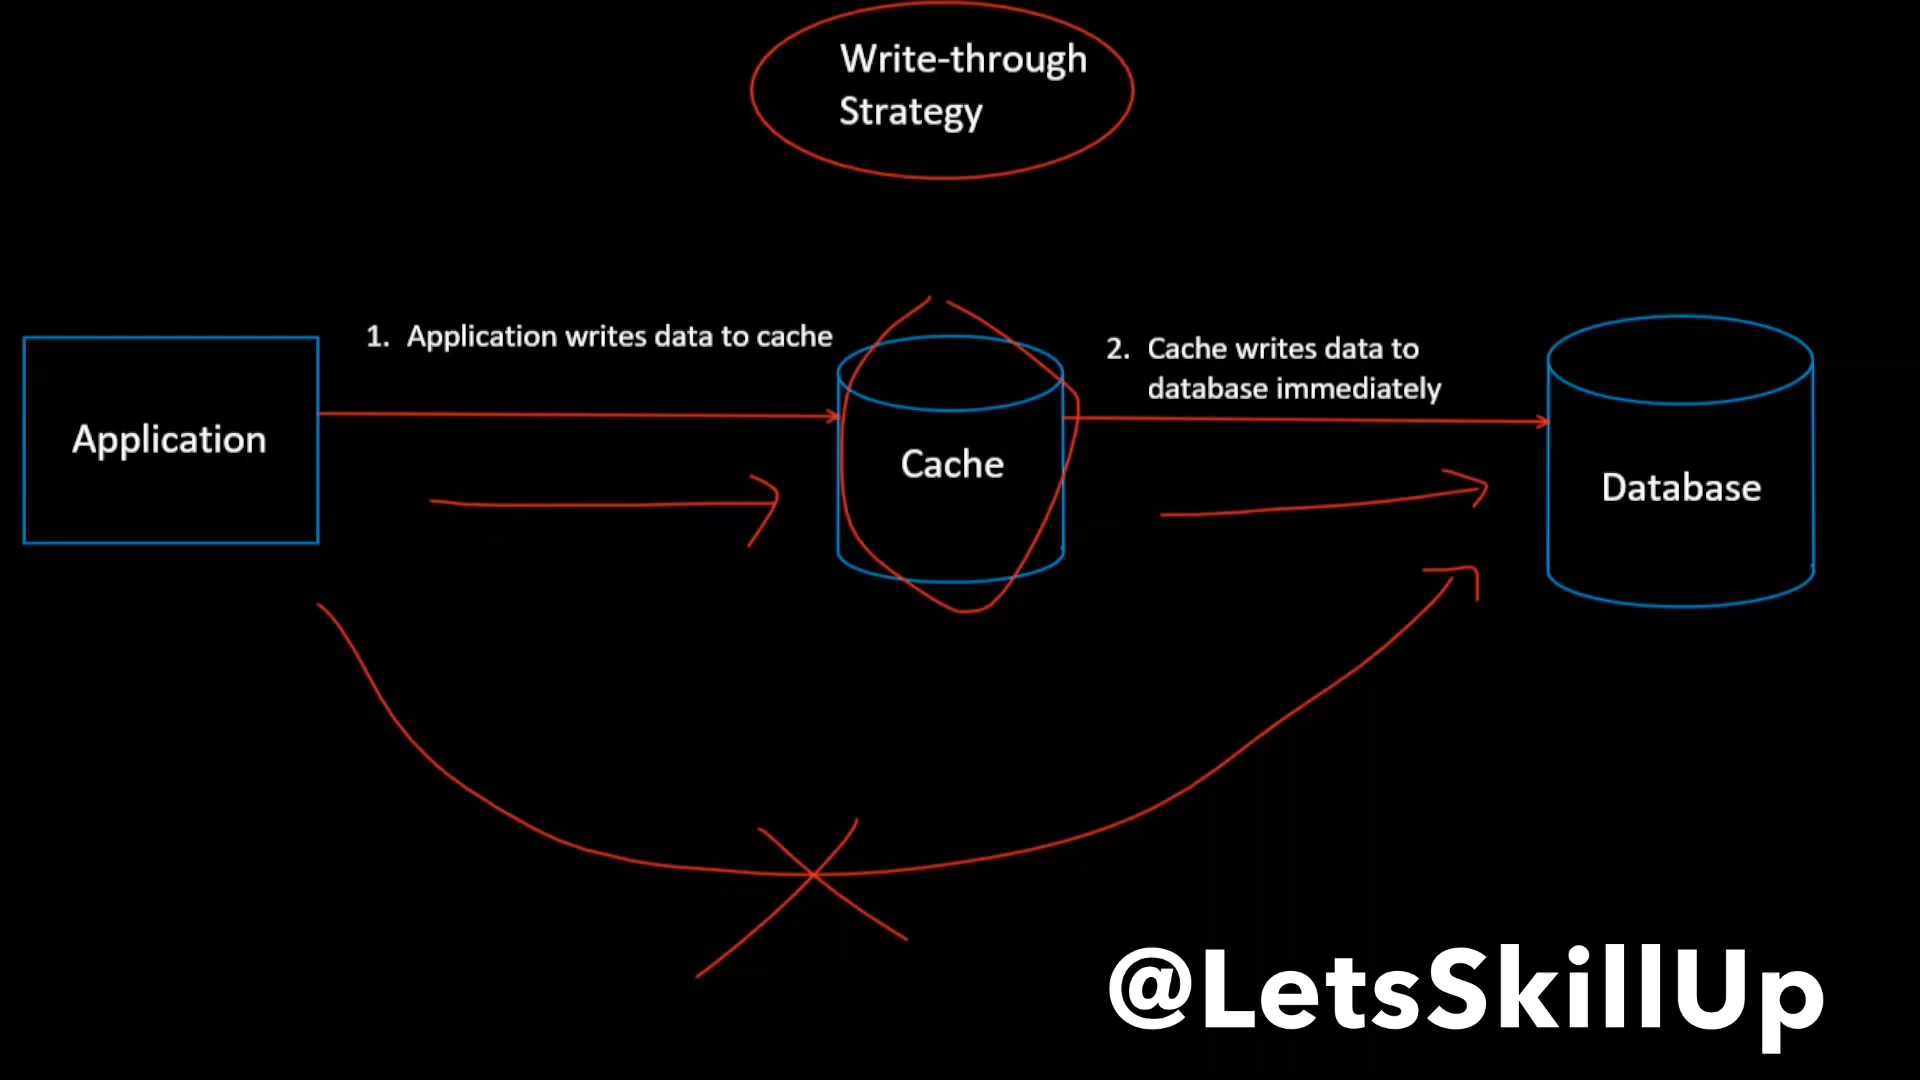 Write-through
Strategy
1. Application writes data to cache
2. Cache writes data to
database immediately
Application
Cache
Database
@LetsSkillUp